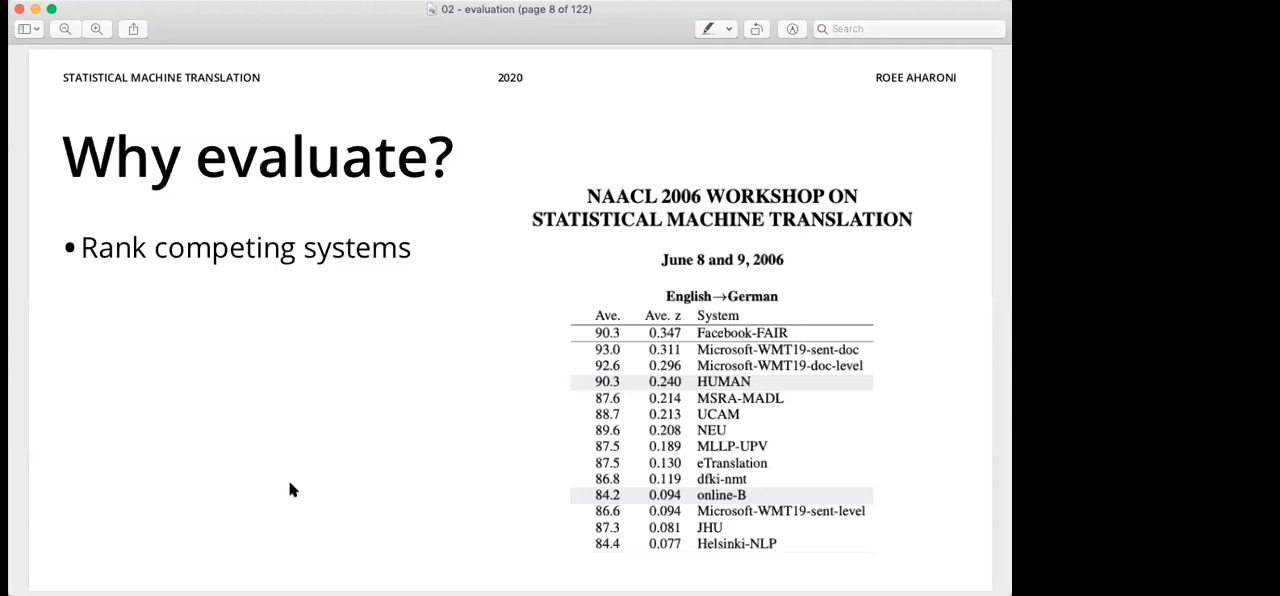 02 - evaluation (page 8 of 122)
Search
STATISTICAL MACHINE TRANSLATION 2020 ROEE AHARONI
Why evaluate?
•Rank competing systems
NAACL 2006 WORKSHOP ON
STATISTICAL MACHINE TRANSLATION
June 8 and 9, 2006
English→German
Ave. Ave. z System
90.3 0.347 Facebook-FAIR
93.0 0.311 Microsoft-WMT19-sent-doc
92.6 0.296 Microsoft-WMT19-doc-level
90.3 0.240 HUMAN
87.6 0.214 MSRA-MADL
88.7 0.213 UCAM
89.6 0.208 NEU
87.5 0.189 MLLP-UPV
87.5 0.130 eTranslation
86.8 0.119 dfki-nmt
84.2 0.094 online-B
86.6 0.094 Microsoft-WMT19-sent-level
87.3 0.081 JHU
84.4 0.077 Helsinki-NLP